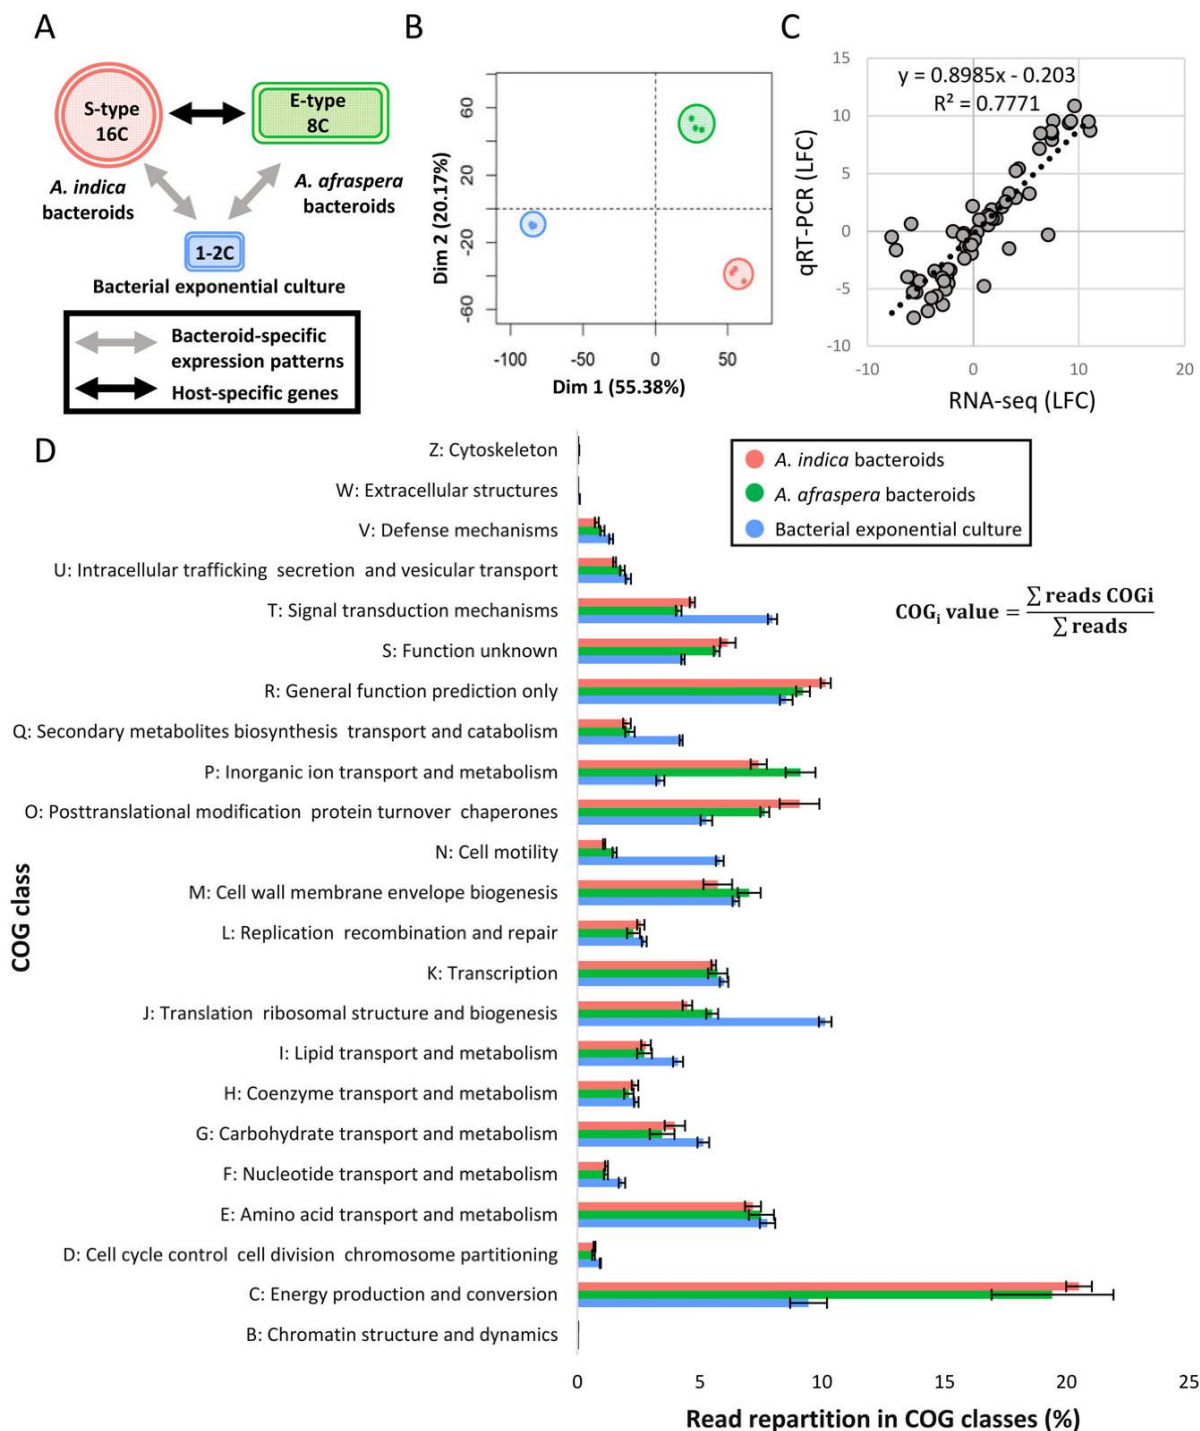 A
S-type
16C
E-type
8C
A. indica
bacteroids
A. afraspera
bacteroids
1-2C
Bacterial exponential culture
Bacteroid-specific
expression patterns
Host-specific genes
B
Dim 2 (20.17%)
60
20
-20
-60
-100
-50
0
50
Dim 1 (55.38%)
C
y = 0.8985x - 0.203
R² = 0.7771
qRT-PCR (LFC)
15
10
5
0
-5
-10
-10
0
10
20
RNA-seq (LFC)
D
COG class
Z: Cytoskeleton
W: Extracellular structures
V: Defense mechanisms
U: Intracellular trafficking secretion and vesicular transport
T: Signal transduction mechanisms
S: Function unknown
R: General function prediction only
Q: Secondary metabolites biosynthesis transport and catabolism
P: Inorganic ion transport and metabolism
O: Posttranslational modification protein turnover chaperones
N: Cell motility
M: Cell wall membrane envelope biogenesis
L: Replication recombination and repair
K: Transcription
J: Translation ribosomal structure and biogenesis
I: Lipid transport and metabolism
H: Coenzyme transport and metabolism
G: Carbohydrate transport and metabolism
F: Nucleotide transport and metabolism
E: Amino acid transport and metabolism
D: Cell cycle control cell division chromosome partitioning
C: Energy production and conversion
B: Chromatin structure and dynamics
A. indica bacteroids
A. afraspera bacteroids
Bacterial exponential culture
COGi value = ∑ reads COGi / ∑ reads
0
5
10
15
20
25
Read repartition in COG classes (%)